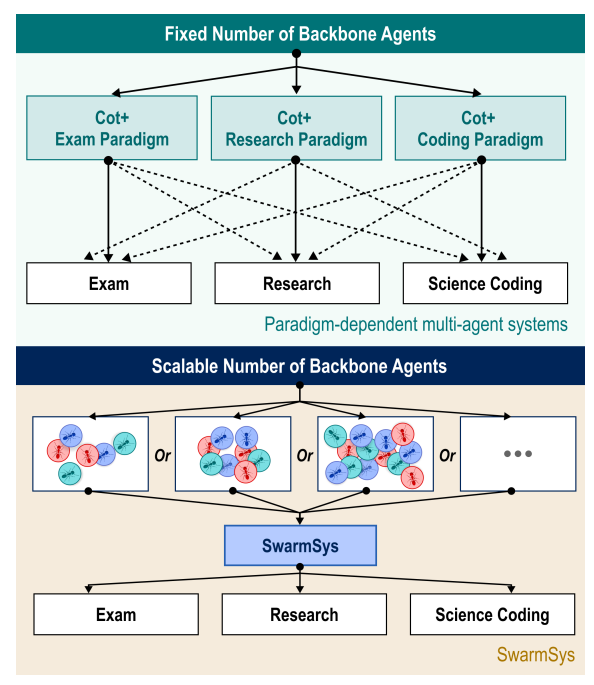 Fixed Number of Backbone Agents
Cot+
Exam Paradigm
Cot+
Research Paradigm
Cot+
Coding Paradigm
Exam
Research
Science Coding
Paradigm-dependent multi-agent systems
Scalable Number of Backbone Agents
Or
Or
Or
SwarmSys
Exam
Research
Science Coding
SwarmSys